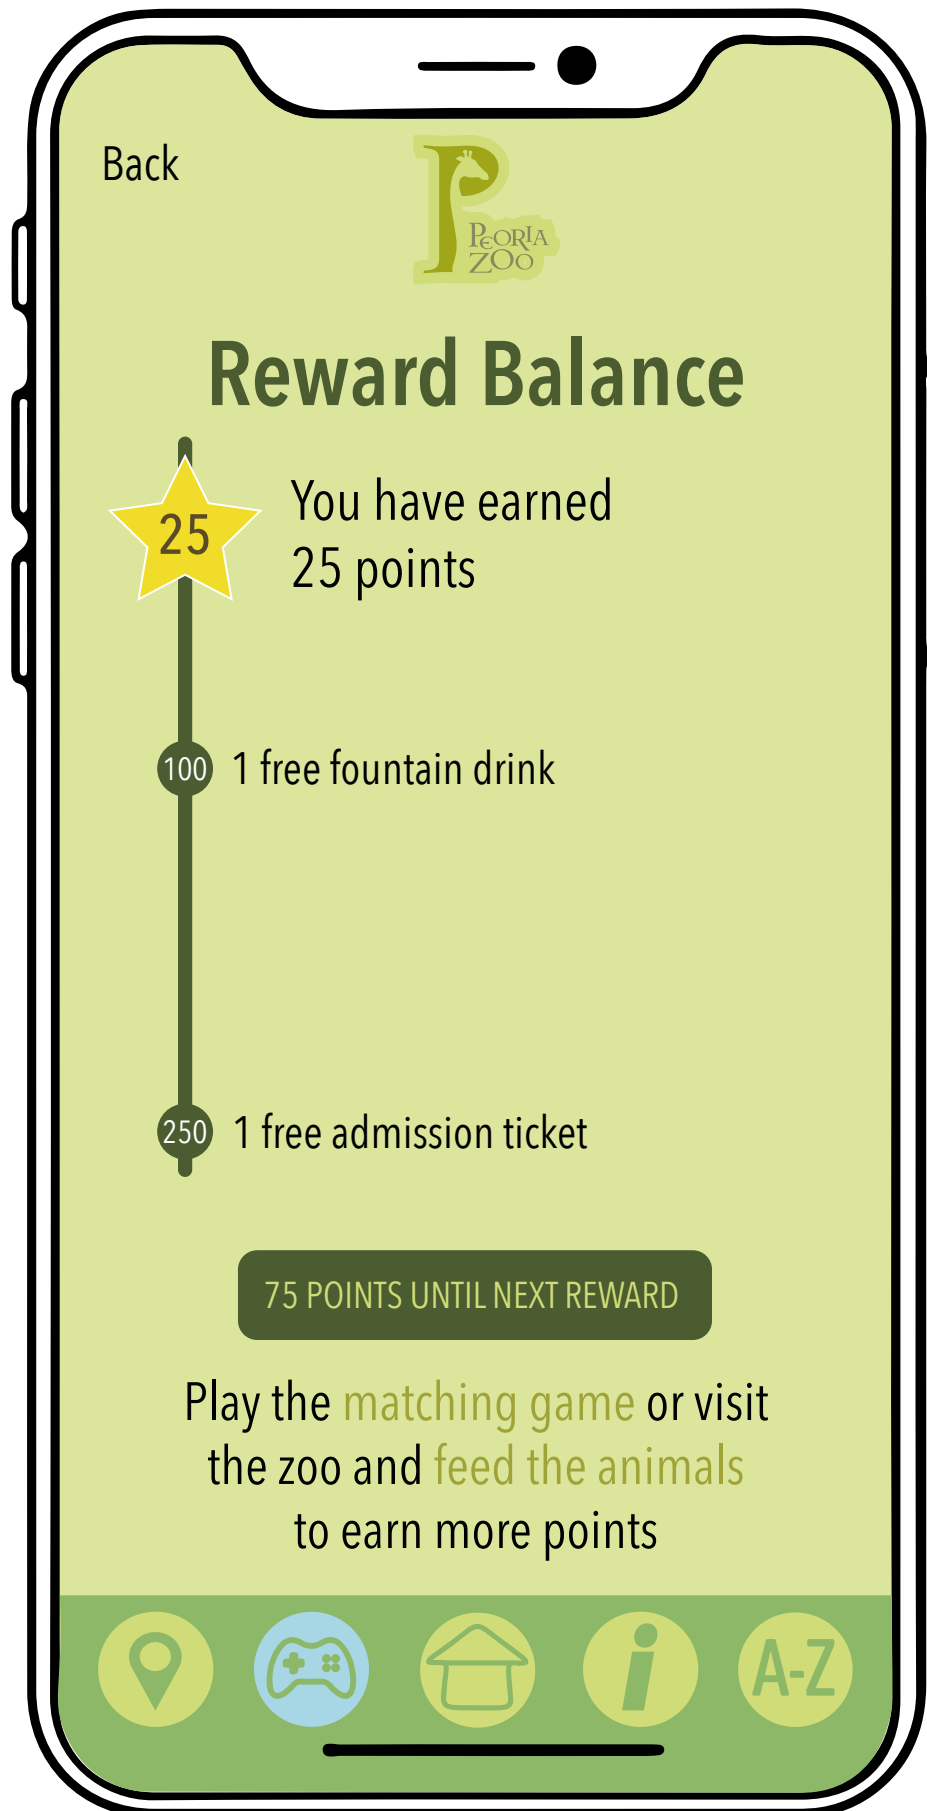 Back
PEORIA
ZOO
Reward Balance
25
You have earned
25 points
100 1 free fountain drink
250 1 free admission ticket
75 POINTS UNTIL NEXT REWARD
Play the matching game or visit
the zoo and feed the animals
to earn more points
i
A-Z